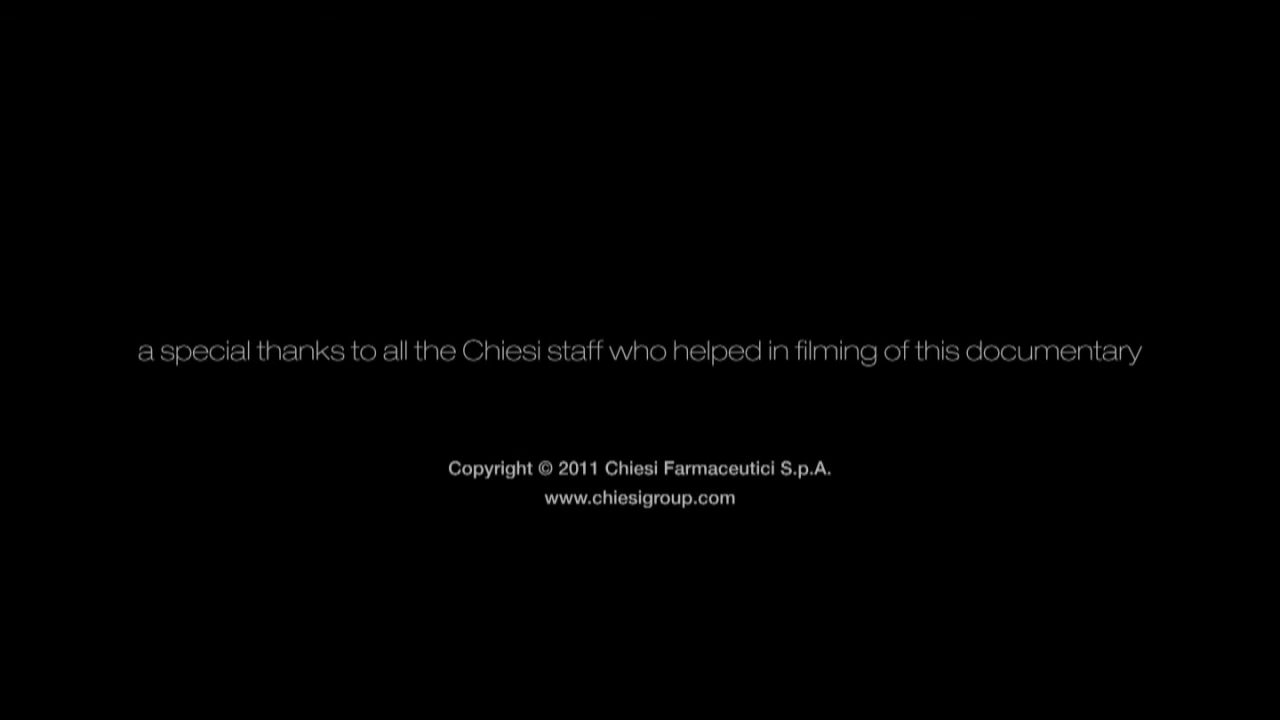 a special thanks to all the Chiesi staff who helped in filming of this documentary
Copyright © 2011 Chiesi Farmaceutici S.p.A.
www.chiesigroup.com